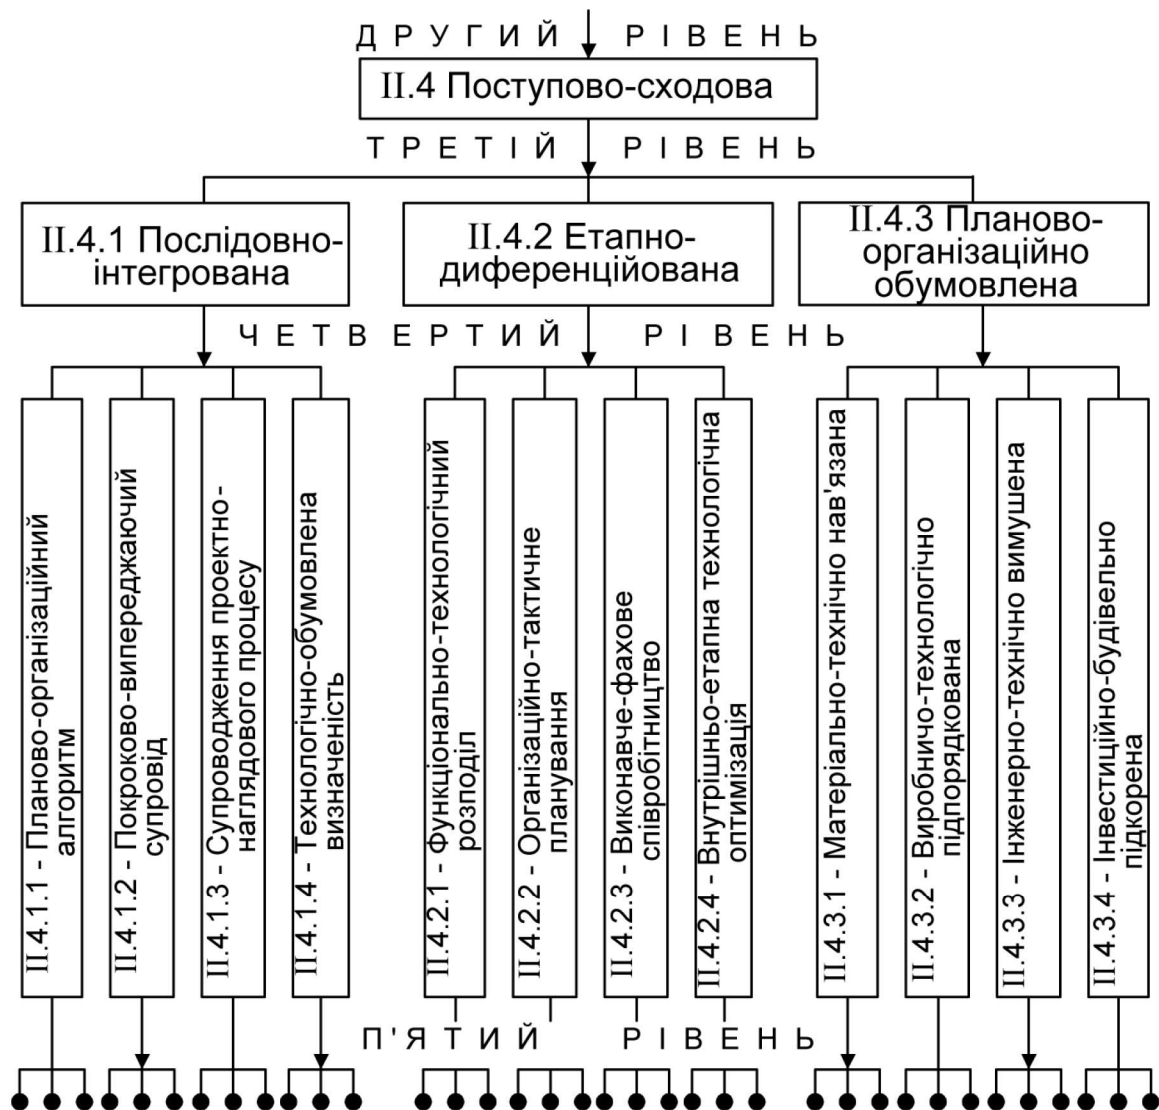 ДРУГИЙ РІВЕНЬ
II.4 Поступово-сходова
ТРЕТІЙ РІВЕНЬ
II.4.1 Послідовно-
інтегрована
II.4.2 Етапно-
диференційована
II.4.3 Планово-
організаційно
обумовлена
ЧЕТВЕРТИЙ РІВЕНЬ
II.4.1.1 - Планово-організаційний
алгоритм
II.4.1.2 - Покроково-випереджаючий
супровід
II.4.1.3 - Супроводження проектно-
наглядового процесу
II.4.1.4 - Технологічно-обумовлена
визначеність
II.4.2.1 - Функціонально-технологічний
розподіл
II.4.2.2 - Організаційно-тактичне
планування
II.4.2.3 - Виконавче-фахове
співробітництво
II.4.2.4 - Внутрішньо-етапна технологічна
оптимізація
II.4.3.1 - Матеріально-технічно нав'язана
II.4.3.2 - Виробничо-технологічно
підпорядкована
II.4.3.3 - Інженерно-технічно вимушена
II.4.3.4 - Інвестиційно-будівельно
підкорена
П'ЯТИЙ РІВЕНЬ